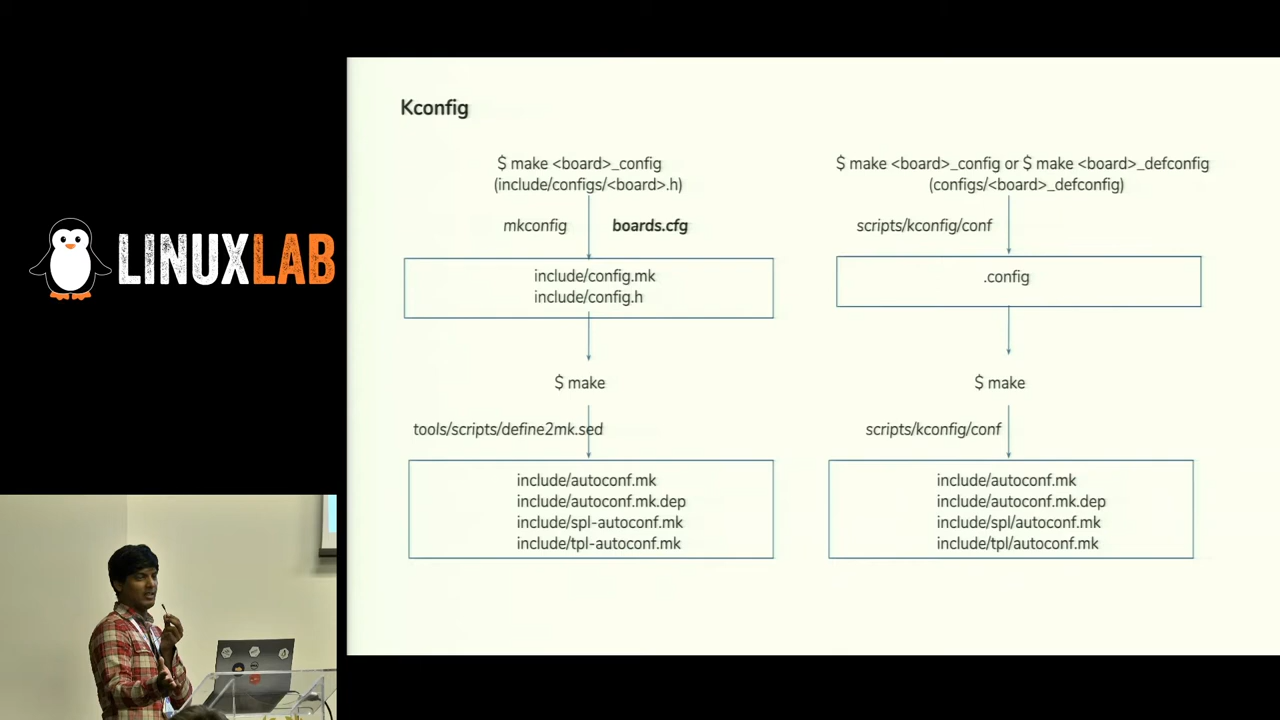 LINUXLAB
Kconfig
$ make <board>_config
(include/configs/<board>.h)
mkconfig
boards.cfg
include/config.mk
include/config.h
$ make
tools/scripts/define2mk.sed
include/autoconf.mk
include/autoconf.mk.dep
include/spl-autoconf.mk
include/tpl-autoconf.mk
$ make <board>_config or $ make <board>_defconfig
(configs/<board>_defconfig)
scripts/kconfig/conf
.config
$ make
scripts/kconfig/conf
include/autoconf.mk
include/autoconf.mk.dep
include/spl/autoconf.mk
include/tpl/autoconf.mk